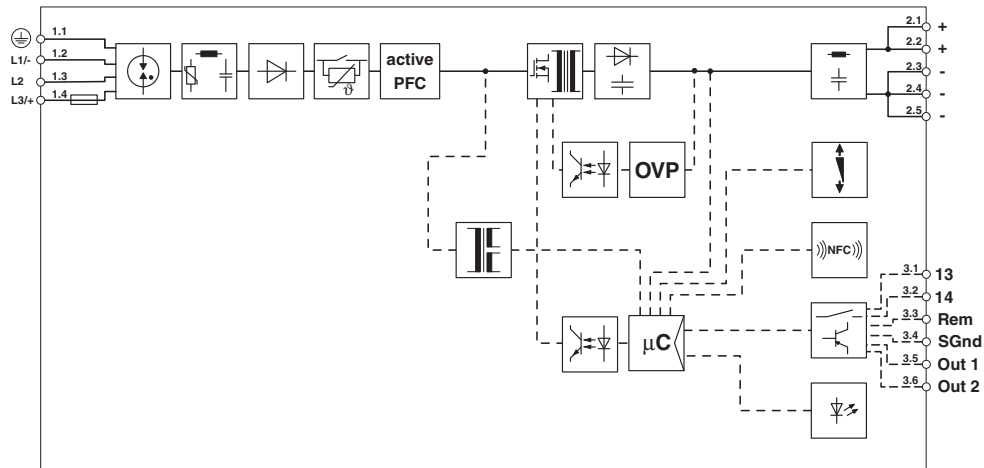 1.1
L1/- 1.2
L2 1.3
L3/+ 1.4
ϑ
active
PFC
2.1 +
2.2 +
2.3 -
2.4 -
2.5 -
OVP
NFC
μC
3.1 13
3.2 14
3.3 Rem
3.4 SGnd
3.5 Out 1
3.6 Out 2